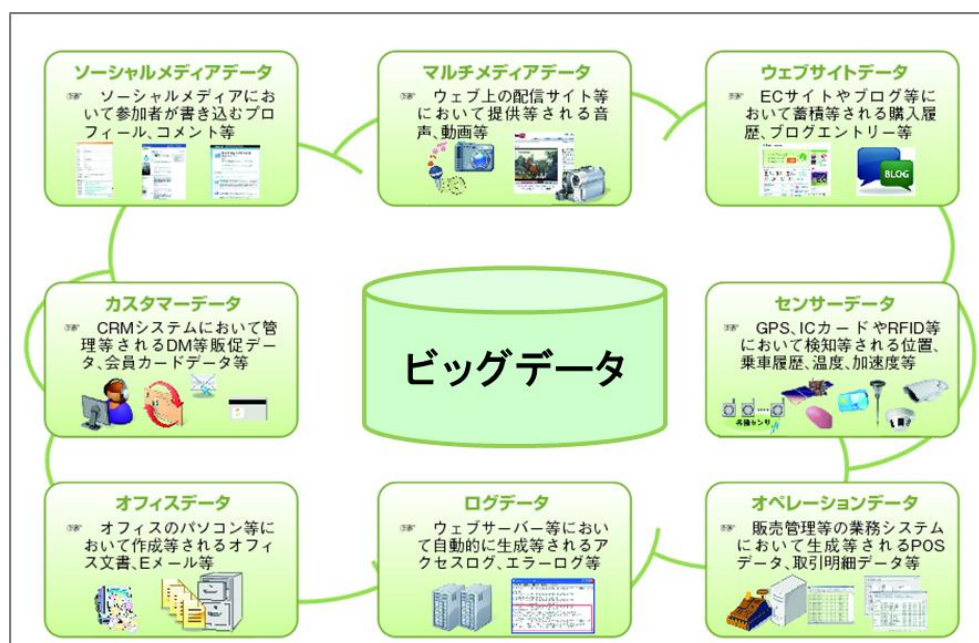 ソーシャルメディアデータ
☞ ソーシャルメディアにお
いて参加者が書き込むプロ
フィール、コメント等
マルチメディアデータ
☞ ウェブ上の配信サイト等
において提供等される音
声、動画等
ウェブサイトデータ
☞ ECサイトやブログ等に
おいて蓄積等される購入履
歴、ブログエントリー等
BLOG
カスタマーデータ
☞ CRMシステムにおいて管
理等されるDM等販促デー
タ、会員カードデータ等
ビッグデータ
センサーデータ
☞ GPS、ICカードやRFID等
において検知等される位置、
乗車履歴、温度、加速度等
各種センサ
オフィスデータ
☞ オフィスのパソコン等に
おいて作成等されるオフィ
ス文書、Eメール等
ログデータ
☞ ウェブサーバー等におい
て自動的に生成等されるア
クセスログ、エラーログ等
オペレーションデータ
☞ 販売管理等の業務システム
において生成等されるPOS
データ、取引明細データ等